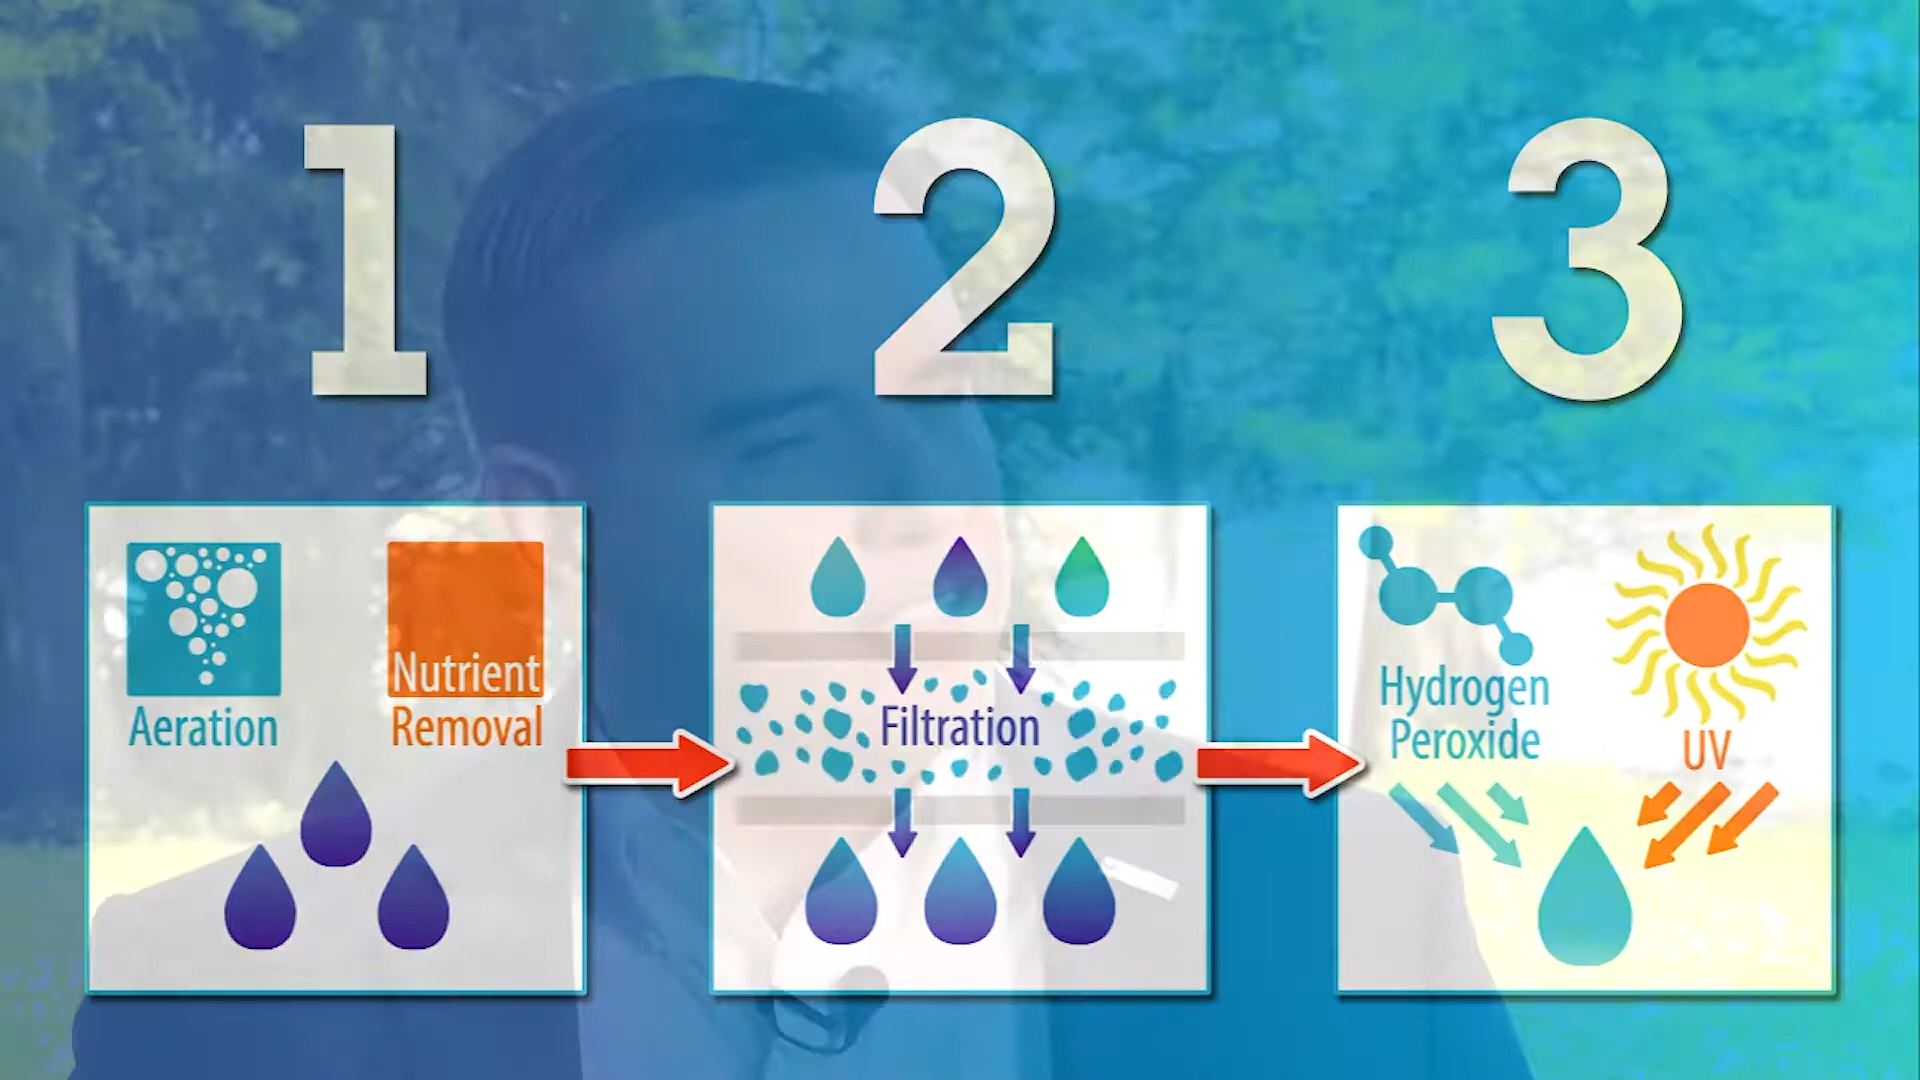 1
2
3
Aeration
Nutrient
Removal
Filtration
Hydrogen
Peroxide
UV